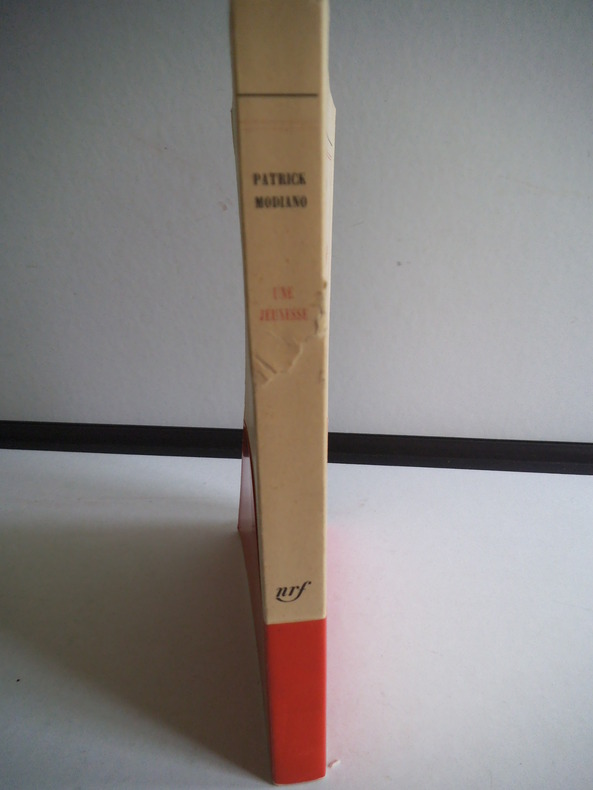 PATRICK
MODIANO
UNE
JEUNESSE
nrf